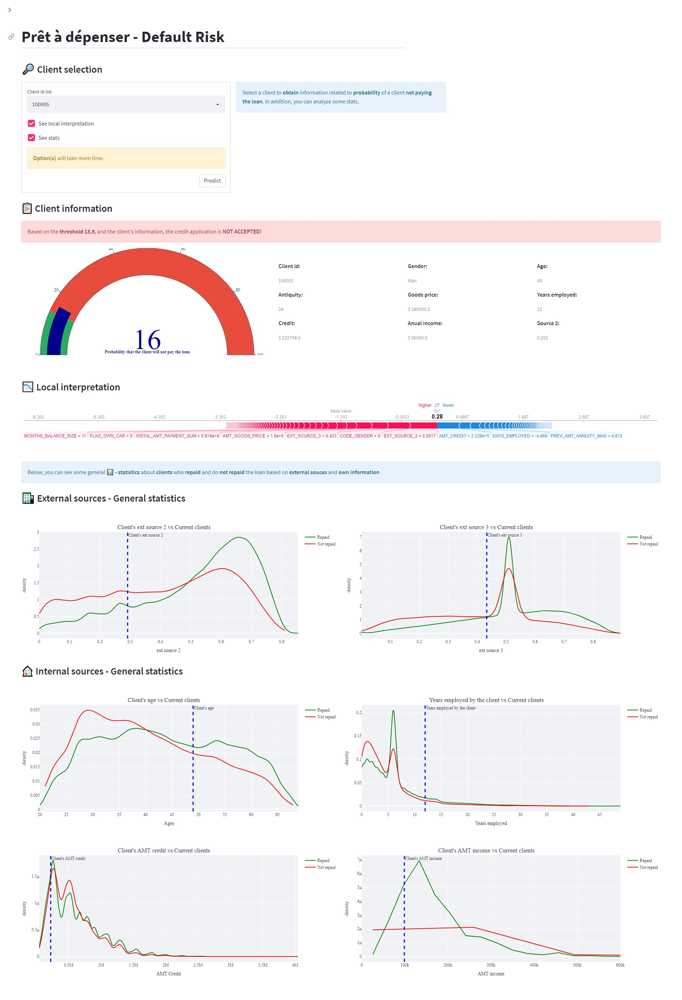 Prêt à dépenser - Default Risk
Client selection
Client Id list
100005
See local interpretation
See stats
Option(s) will take more time.
Predict
Select a client to obtain information related to probability of a client not paying
the loan. In addition, you can analyze some stats.
Client information
Based on the threshold 13.5, and the client's information, the credit application is NOT ACCEPTED!
0 20 40 60 80 100
16
Probability that the client will not pay the loan
Client id: Gender: Age:
100005 Man 49
Antiquity: Goods price: Years employed:
24 $ 180000.0 12
Credit: Anual income: Source 2:
$ 222768.0 $ 99000.0 0.292
Local interpretation
higher ⇄ lower
base value f(x)
-6.303 -5.303 -4.303 -3.303 -2.303 -1.303 -0.3033 0.28 0.6967 1.697 2.697 3.697
MONTHS_BALANCE_SIZE = 11 FLAG_OWN_CAR = 0 INSTAL_AMT_PAYMENT_SUM = 5.616e+4 AMT_GOODS_PRICE = 1.8e+5 EXT_SOURCE_3 = 0.433 CODE_GENDER = 0 EXT_SOURCE_2 = 0.2917 AMT_CREDIT = 2.228e+5 DAYS_EMPLOYED = -4,469 PREV_AMT_ANNUITY_MAX = 4,813
Below, you can see some general - statistics about clients who repaid and do not repaid the loan based on external souces and own information
External sources - General statistics
Client's ext source 2 vs Current clients
Client's ext source 2
Repaid
Not repaid
density
3
2.5
2
1.5
1
0.5
0
0 0.1 0.2 0.3 0.4 0.5 0.6 0.7 0.8
ext source 2
Client's ext source 3 vs Current clients
Client's ext source 3
Repaid
Not repaid
density
7
6
5
4
3
2
1
0
0.1 0.2 0.3 0.4 0.5 0.6 0.7 0.8
ext source 3
Internal sources - General statistics
Client's age vs Current clients
Client's age
Repaid
Not repaid
density
0.035
0.03
0.025
0.02
0.015
0.01
0.005
0
20 25 30 35 40 45 50 55 60 65
Ages
Years employed by the client vs Current clients
Years employed by the client
Repaid
Not repaid
density
0.2
0.15
0.1
0.05
0
0 5 10 15 20 25 30 35 40 45
Years employed
Client's AMT credit vs Current clients
Client's AMT credit
Repaid
Not repaid
density
1.5μ
1μ
0.5μ
0
0.5M 1M 1.5M 2M 2.5M 3M 3.5M 4M
AMT Credit
Client's AMT income vs Current clients
Client's AMT income
Repaid
Not repaid
density
7μ
6μ
5μ
4μ
3μ
2μ
1μ
0
0 100k 200k 300k 400k 500k 600k
AMT income